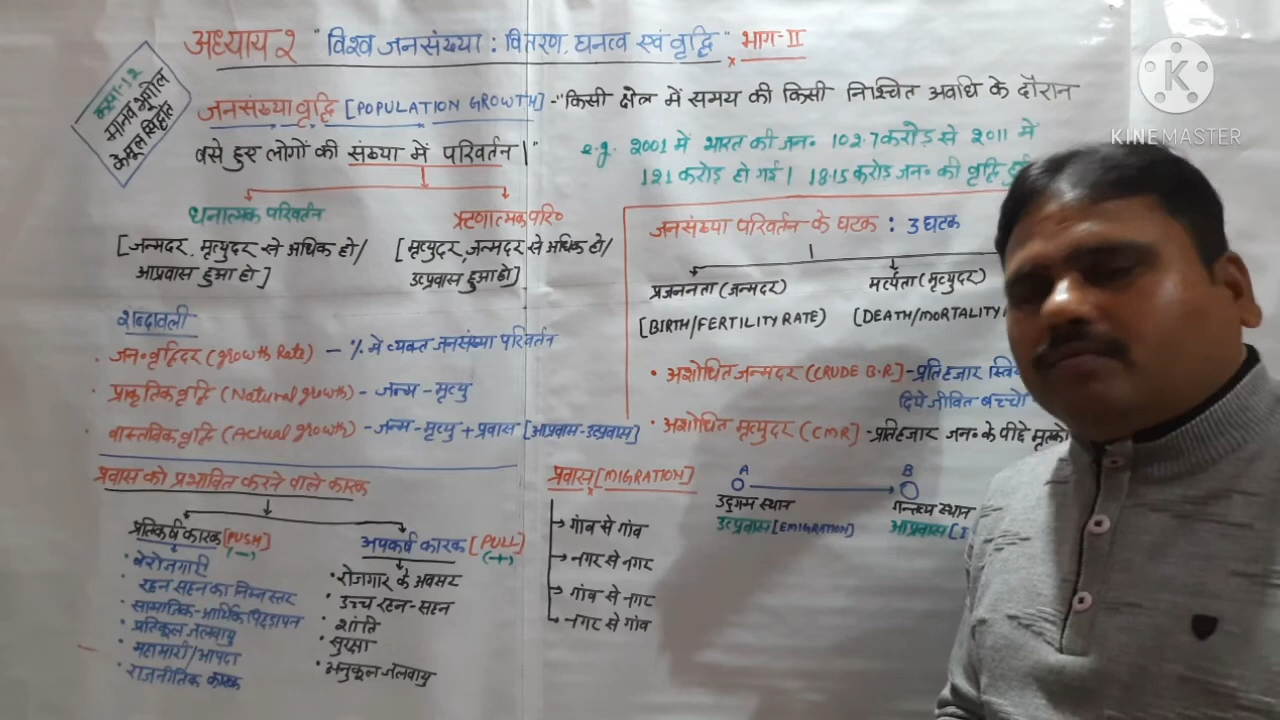 अध्याय २ "विश्व जनसंख्या : वितरण, घनत्व एवं वृद्धि" भाग-II
कक्षा-12
मानव भूगोल
के मूल सिद्धांत
जनसंख्या वृद्धि [POPULATION GROWTH] - "किसी क्षेत्र में समय की किसी निश्चित अवधि के दौरान
बसे हुए लोगों की संख्या में परिवर्तन।"
e.g. 2001 में भारत की जन० 102.7 करोड़ से 2011 में
121 करोड़ हो गई। 18.15 करोड़ जन० की वृद्धि
धनात्मक परिवर्तन
[जन्मदर, मृत्युदर से अधिक हो/
आप्रवास हुआ हो]
ऋणात्मक परि०
[मृत्युदर, जन्मदर से अधिक हो/
उत्प्रवास हुआ हो]
शब्दावली
· जन० वृद्धिदर (growth Rate) - % में व्यक्त जनसंख्या परिवर्तन
· प्राकृतिक वृद्धि (Natural growth) - जन्म - मृत्यु
· वास्तविक वृद्धि (Actual growth) - जन्म - मृत्यु + प्रवास [आप्रवास-उत्प्रवास]
जनसंख्या परिवर्तन के घटक : 3 घटक
प्रजननता (जन्मदर)
[BIRTH/FERTILITY RATE)
मर्त्यता (मृत्युदर)
[DEATH/MORTALITY
· अशोधित जन्मदर (CRUDE B.R.] - प्रति हजार
दिये जीवित बच्चो
· अशोधित मृत्युदर (CMR) - प्रतिहजार जन० के पीछे मृतको
प्रवास को प्रभावित करने वाले कारक
प्रतिकर्ष कारक [PUSH]
(-)
· बेरोजगारी
· रहन सहन का निम्न स्तर
· सामाजिक-आर्थिक पिछड़ापन
· प्रतिकूल जलवायु
· महामारी/आपदा
· राजनीतिक कारक
अपकर्ष कारक [PULL]
(+)
· रोजगार के अवसर
· उच्च रहन-सहन
· शांति
· सुरक्षा
· अनुकूल जलवायु
प्रवास [MIGRATION]
गांव से गांव
नगर से नगर
गांव से नगर
नगर से गांव
A
उद्गम स्थान
उत्प्रवास [EMIGRATION]
B
गन्तव्य स्थान
आप्रवास [I
K
KINEMASTER